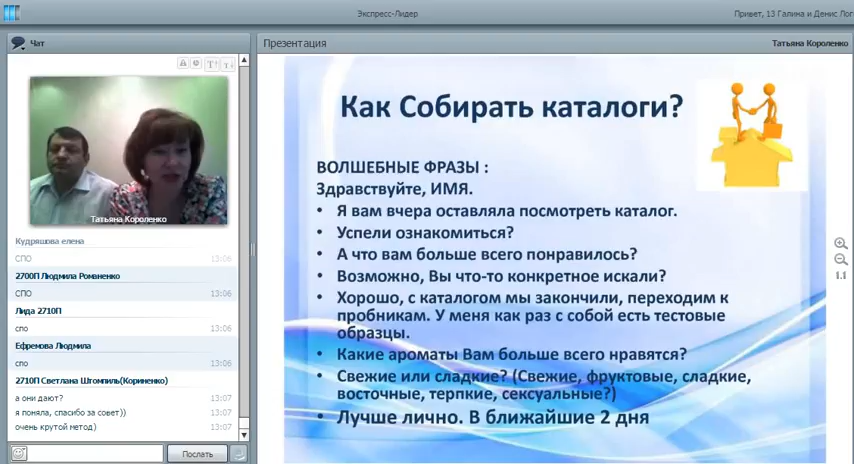 Экспресс-Лидер
Привет, 13 Галина и Денис Лог
Чат
Татьяна Короленко
Кудряшова елена
СПО 13:06
2700П Людмила Романенко
СПО 13:06
Лида 2710П
спо 13:06
Ефремова Людмила
спо 13:06
2710П Светлана Штомпиль(Кориненко)
а они дают? 13:07
я поняла, спасибо за совет)) 13:07
очень крутой метод) 13:07
Послать
Презентация
Татьяна Короленко
Как Собирать каталоги?
ВОЛШЕБНЫЕ ФРАЗЫ :
Здравствуйте, ИМЯ.
• Я вам вчера оставляла посмотреть каталог.
• Успели ознакомиться?
• А что вам больше всего понравилось?
• Возможно, Вы что-то конкретное искали?
• Хорошо, с каталогом мы закончили, переходим к
пробникам. У меня как раз с собой есть тестовые
образцы.
• Какие ароматы Вам больше всего нравятся?
• Свежие или сладкие? (Свежие, фруктовые, сладкие,
восточные, терпкие, сексуальные?)
• Лучше лично. В ближайшие 2 дня
1:1